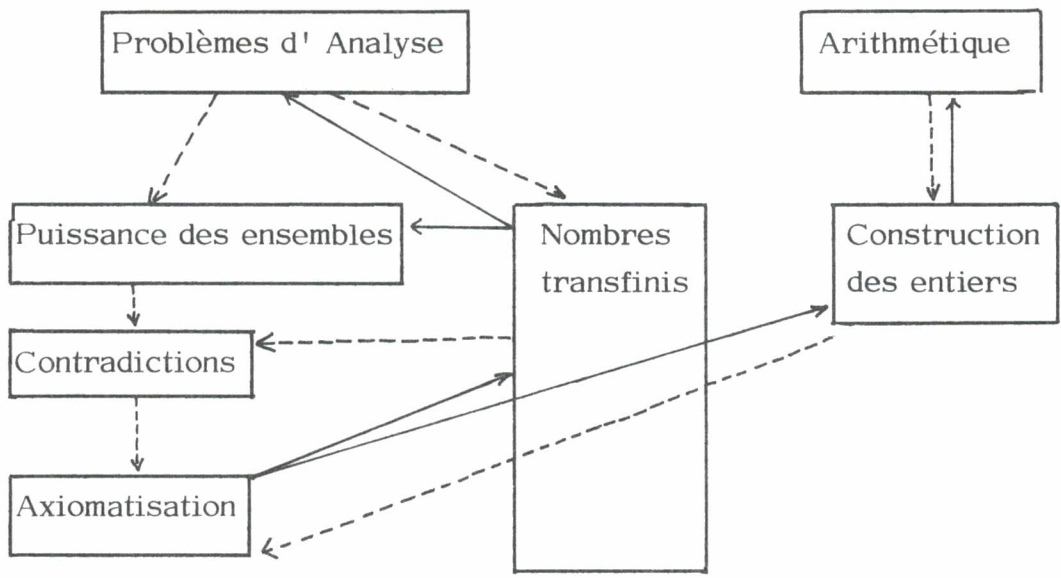 Problèmes d' Analyse
Arithmétique
Puissance des ensembles
Nombres
transfinis
Construction
des entiers
Contradictions
Axiomatisation